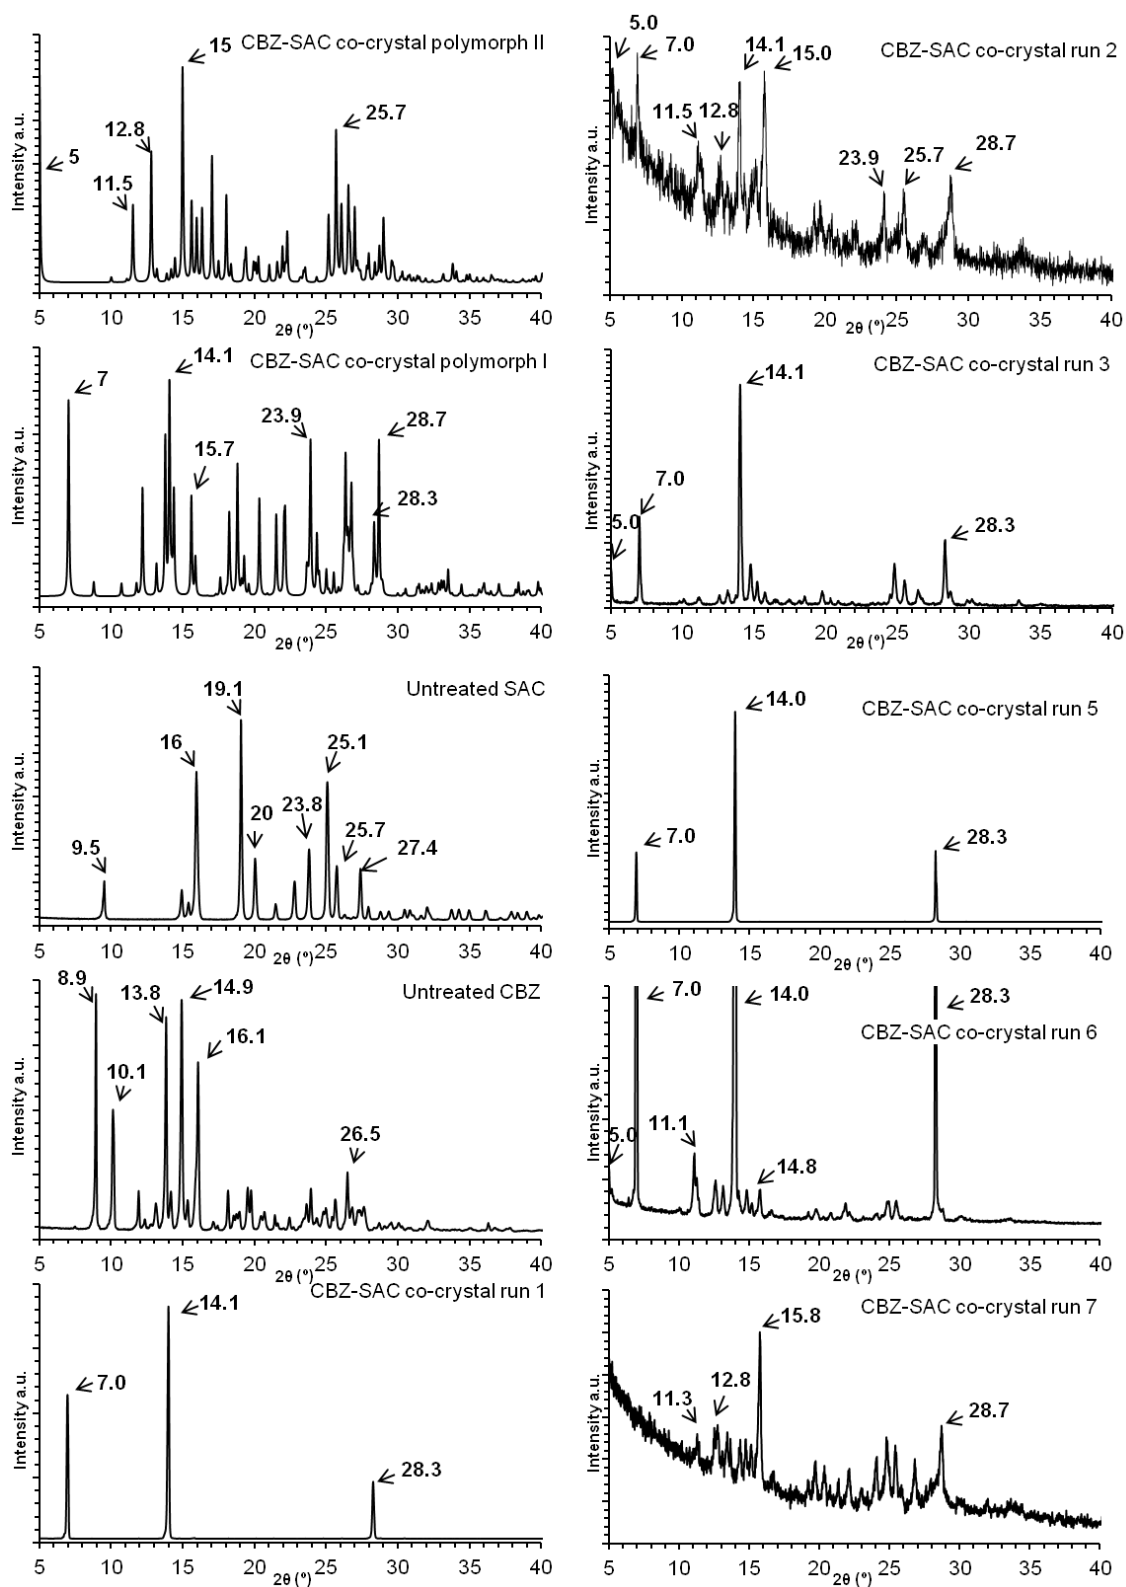 CBZ-SAC co-crystal polymorph II
15
25.7
12.8
5
11.5
Intensity a.u.
5 10 15 20 25 30 35 40
2θ (°)
CBZ-SAC co-crystal polymorph I
14.1
7
23.9
28.7
15.7
28.3
Intensity a.u.
5 10 15 20 25 30 35 40
2θ (°)
Untreated SAC
19.1
16
25.1
20
23.8
25.7
9.5
27.4
Intensity a.u.
5 10 15 20 25 30 35 40
2θ (°)
Untreated CBZ
8.9
13.8
14.9
16.1
10.1
26.5
Intensity a.u.
5 10 15 20 25 30 35 40
2θ (°)
CBZ-SAC co-crystal run 1
14.1
7.0
28.3
Intensity a.u.
5 10 15 20 25 30 35 40
2θ (°)
CBZ-SAC co-crystal run 2
5.0
7.0
14.1
15.0
11.5
12.8
23.9
25.7
28.7
Intensity a.u.
5 10 15 20 25 30 35 40
2θ (°)
CBZ-SAC co-crystal run 3
14.1
7.0
5.0
28.3
Intensity a.u.
5 10 15 20 25 30 35 40
2θ (°)
CBZ-SAC co-crystal run 5
14.0
7.0
28.3
Intensity a.u.
5 10 15 20 25 30 35 40
2θ (°)
7.0
14.0
28.3
CBZ-SAC co-crystal run 6
11.1
5.0
14.8
Intensity a.u.
5 10 15 20 25 30 35 40
2θ (°)
CBZ-SAC co-crystal run 7
15.8
12.8
11.3
28.7
Intensity a.u.
5 10 15 20 25 30 35 40
2θ (°)